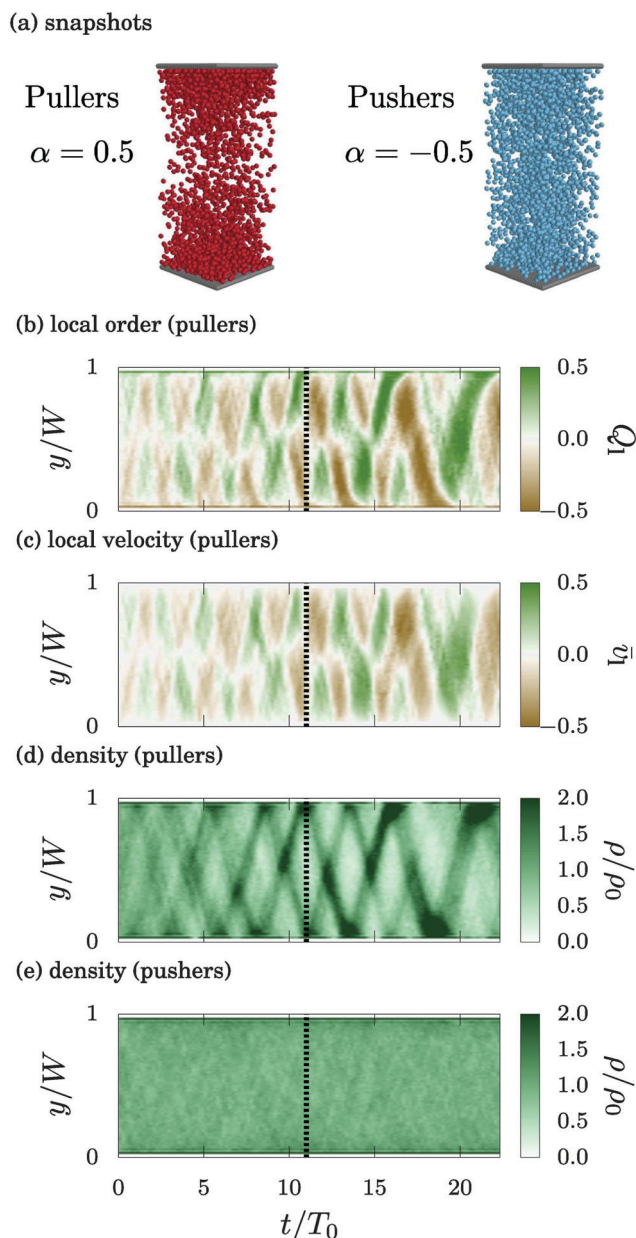 (a) snapshots
Pullers
α = 0.5
Pushers
α = −0.5
(b) local order (pullers)
1
y/W
0
0.5
0.0
−0.5
Q₁
(c) local velocity (pullers)
1
y/W
0
0.5
0.0
−0.5
v̄₁
(d) density (pullers)
1
y/W
0
2.0
1.5
1.0
0.5
0.0
ρ/ρ₀
(e) density (pushers)
1
y/W
0
2.0
1.5
1.0
0.5
0.0
ρ/ρ₀
0 5 10 15 20
t/T₀